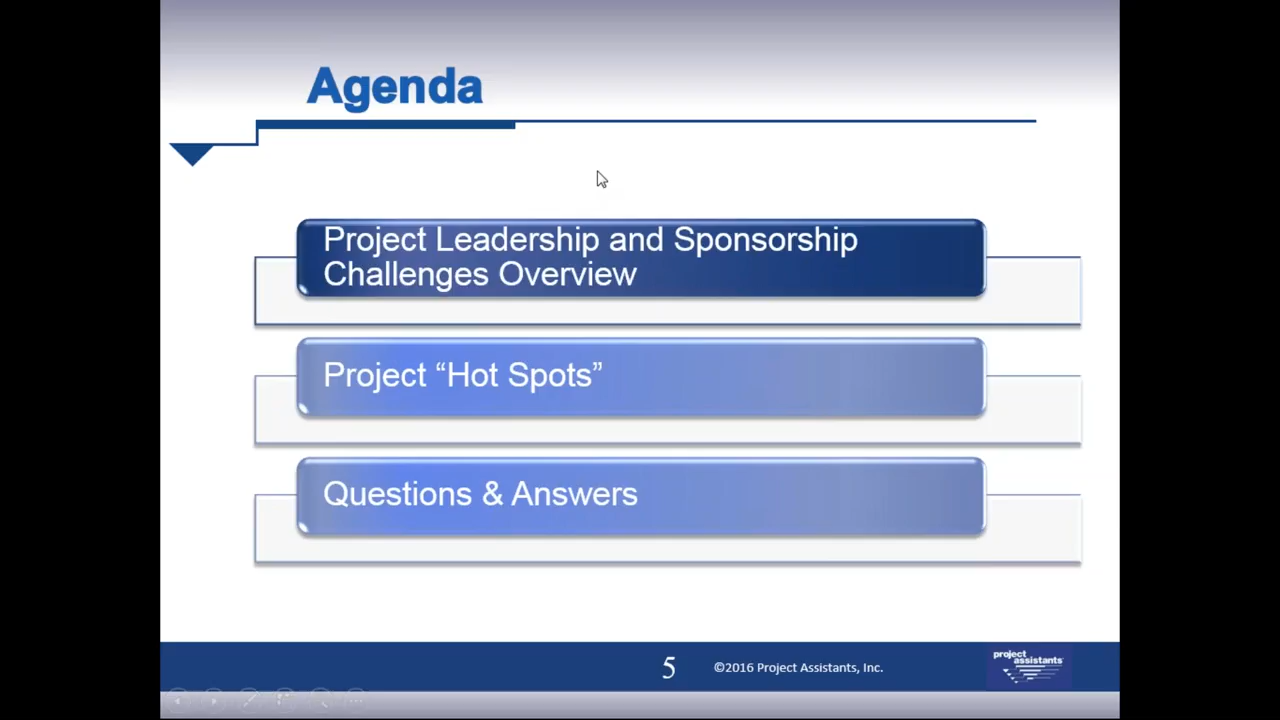 Agenda
Project Leadership and Sponsorship
Challenges Overview
Project “Hot Spots”
Questions & Answers
5
©2016 Project Assistants, Inc.
project
assistants